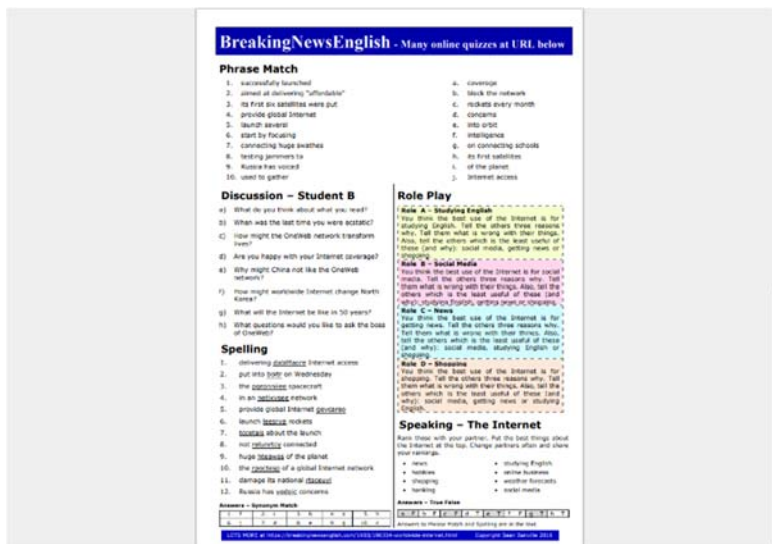 BreakingNewsEnglish - Many online quizzes at URL below
Phrase Match
1. successfully launched
2. aimed at delivering "affordable"
3. its first six satellites were put
4. provide global Internet
5. launch several
6. start by focusing
7. connecting huge swathes
8. testing jammers to
9. Russia has voiced
10. used to gather
a. coverage
b. block the network
c. rockets every month
d. concerns
e. into orbit
f. intelligence
g. on connecting schools
h. its first satellites
i. of the planet
j. Internet access
Discussion – Student B
a) What do you think about what you read?
b) When was the last time you were ecstatic?
c) How might the OneWeb network transform
lives?
d) Are you happy with your Internet coverage?
e) Why might China not like the OneWeb
network?
f) How might worldwide Internet change North
Korea?
g) What will the Internet be like in 50 years?
h) What questions would you like to ask the boss
of OneWeb?
Spelling
1. delivering Internet access
2. put into on Wednesday
3. the spacecraft
4. in an network
5. provide global Internet
6. launch rockets
7. about the launch
8. not connected
9. huge of the planet
10. the of a global Internet network
11. damage its national
12. Russia has concerns
Answers – Synonym Match
Role Play
Role A – Studying English
You think the best use of the Internet is for
studying English. Tell the others three reasons
why. Tell them what is wrong with their things.
Also, tell the others which is the least useful of
these (and why): social media, getting news or
shopping.
Role B – Social Media
You think the best use of the Internet is for social
media. Tell the others three reasons why. Tell
them what is wrong with their things. Also, tell the
others which is the least useful of these (and
why): studying English, getting news or shopping.
Role C – News
You think the best use of the Internet is for
getting news. Tell the others three reasons why.
Tell them what is wrong with their things. Also,
tell the others which is the least useful of these
(and why): social media, studying English or
shopping.
Role D – Shopping
You think the best use of the Internet is for
shopping. Tell the others three reasons why. Tell
them what is wrong with their things. Also, tell the
others which is the least useful of these (and
why): social media, getting news or studying
English.
Speaking – The Internet
Rank these with your partner. Put the best things about
the Internet at the top. Change partners often and share
your rankings.
• news
• hobbies
• shopping
• banking
• studying English
• online business
• weather forecasts
• social media
Answers – True False
Answers to Phrase Match and Spelling are in the text.